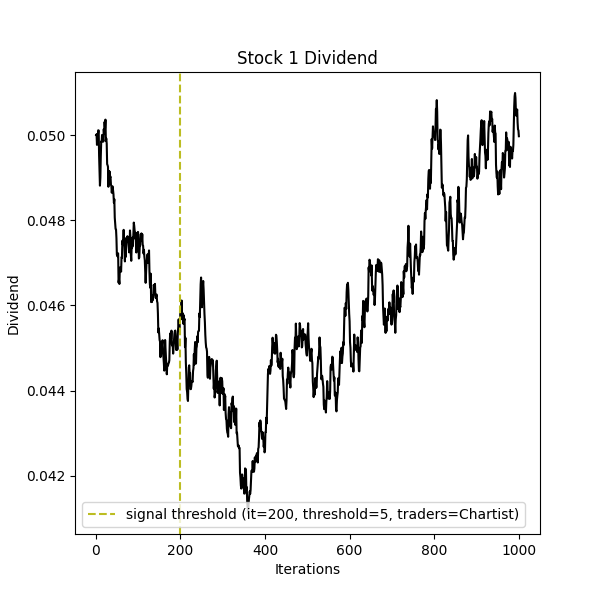 Stock 1 Dividend
Dividend
0.050
0.048
0.046
0.044
0.042
signal threshold (it=200, threshold=5, traders=Chartist)
0 200 400 600 800 1000
Iterations